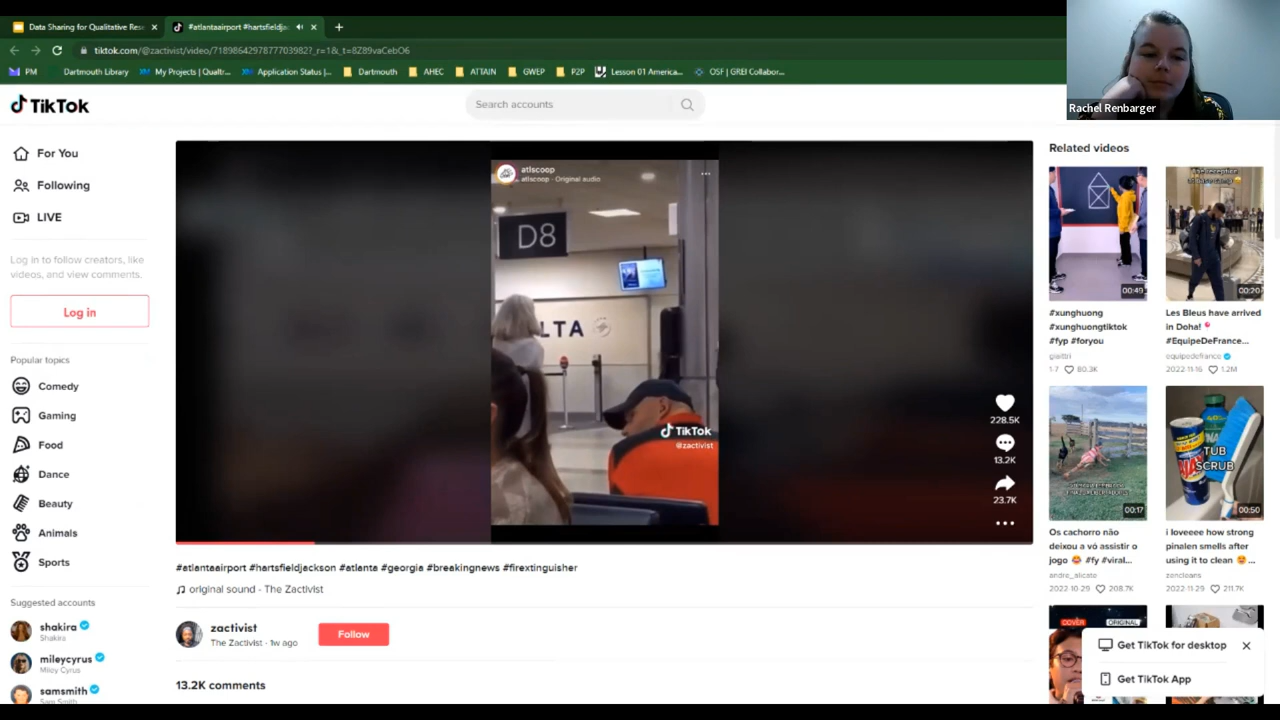 Data Sharing for Qualitative Rese
#atlantaairport #hartsfieldjac
tiktok.com/@zactivist/video/7189864297877703982?_r=1&_t=8Z89vaCebO6
PM
Dartmouth Library
My Projects | Qualtr...
Application Status |...
Dartmouth
AHEC
ATTAIN
GWEP
P2P
Lesson 01 America...
OSF | GREI Collabor...
Rachel Renbarger
TikTok
Search accounts
For You
Following
LIVE
Log in to follow creators, like
videos, and view comments.
Log in
Popular topics
Comedy
Gaming
Food
Dance
Beauty
Animals
Sports
Suggested accounts
shakira
Shakira
mileycyrus
Miley Cyrus
samsmith
Sam Smith
atlscoop
atlscoop · Original audio
D8
LTA
TikTok
@zactivist
228.5K
13.2K
23.7K
#atlantaairport #hartsfieldjackson #atlanta #georgia #breakingnews #firextinguisher
original sound - The Zactivist
zactivist
The Zactivist · 1w ago
Follow
13.2K comments
Related videos
00:49
#xunghuong
#xunghuongtiktok
#fyp #foryou
1-7
80.3K
00:20
Les Bleus have arrived
in Doha!
#EquipeDeFrance...
equipedefrance
2022-11-16
1.2M
00:17
Os cachorro não
deixou a vó assistir o
jogo #fy #viral...
andre_alicate
2022-10-29
208.7K
TUB
SCRUB
00:50
i loveeee how strong
pinalen smells after
using it to clean ...
zencleans
2022-11-29
211.7K
COVER
ORIGINAL
Get TikTok for desktop
Get TikTok App